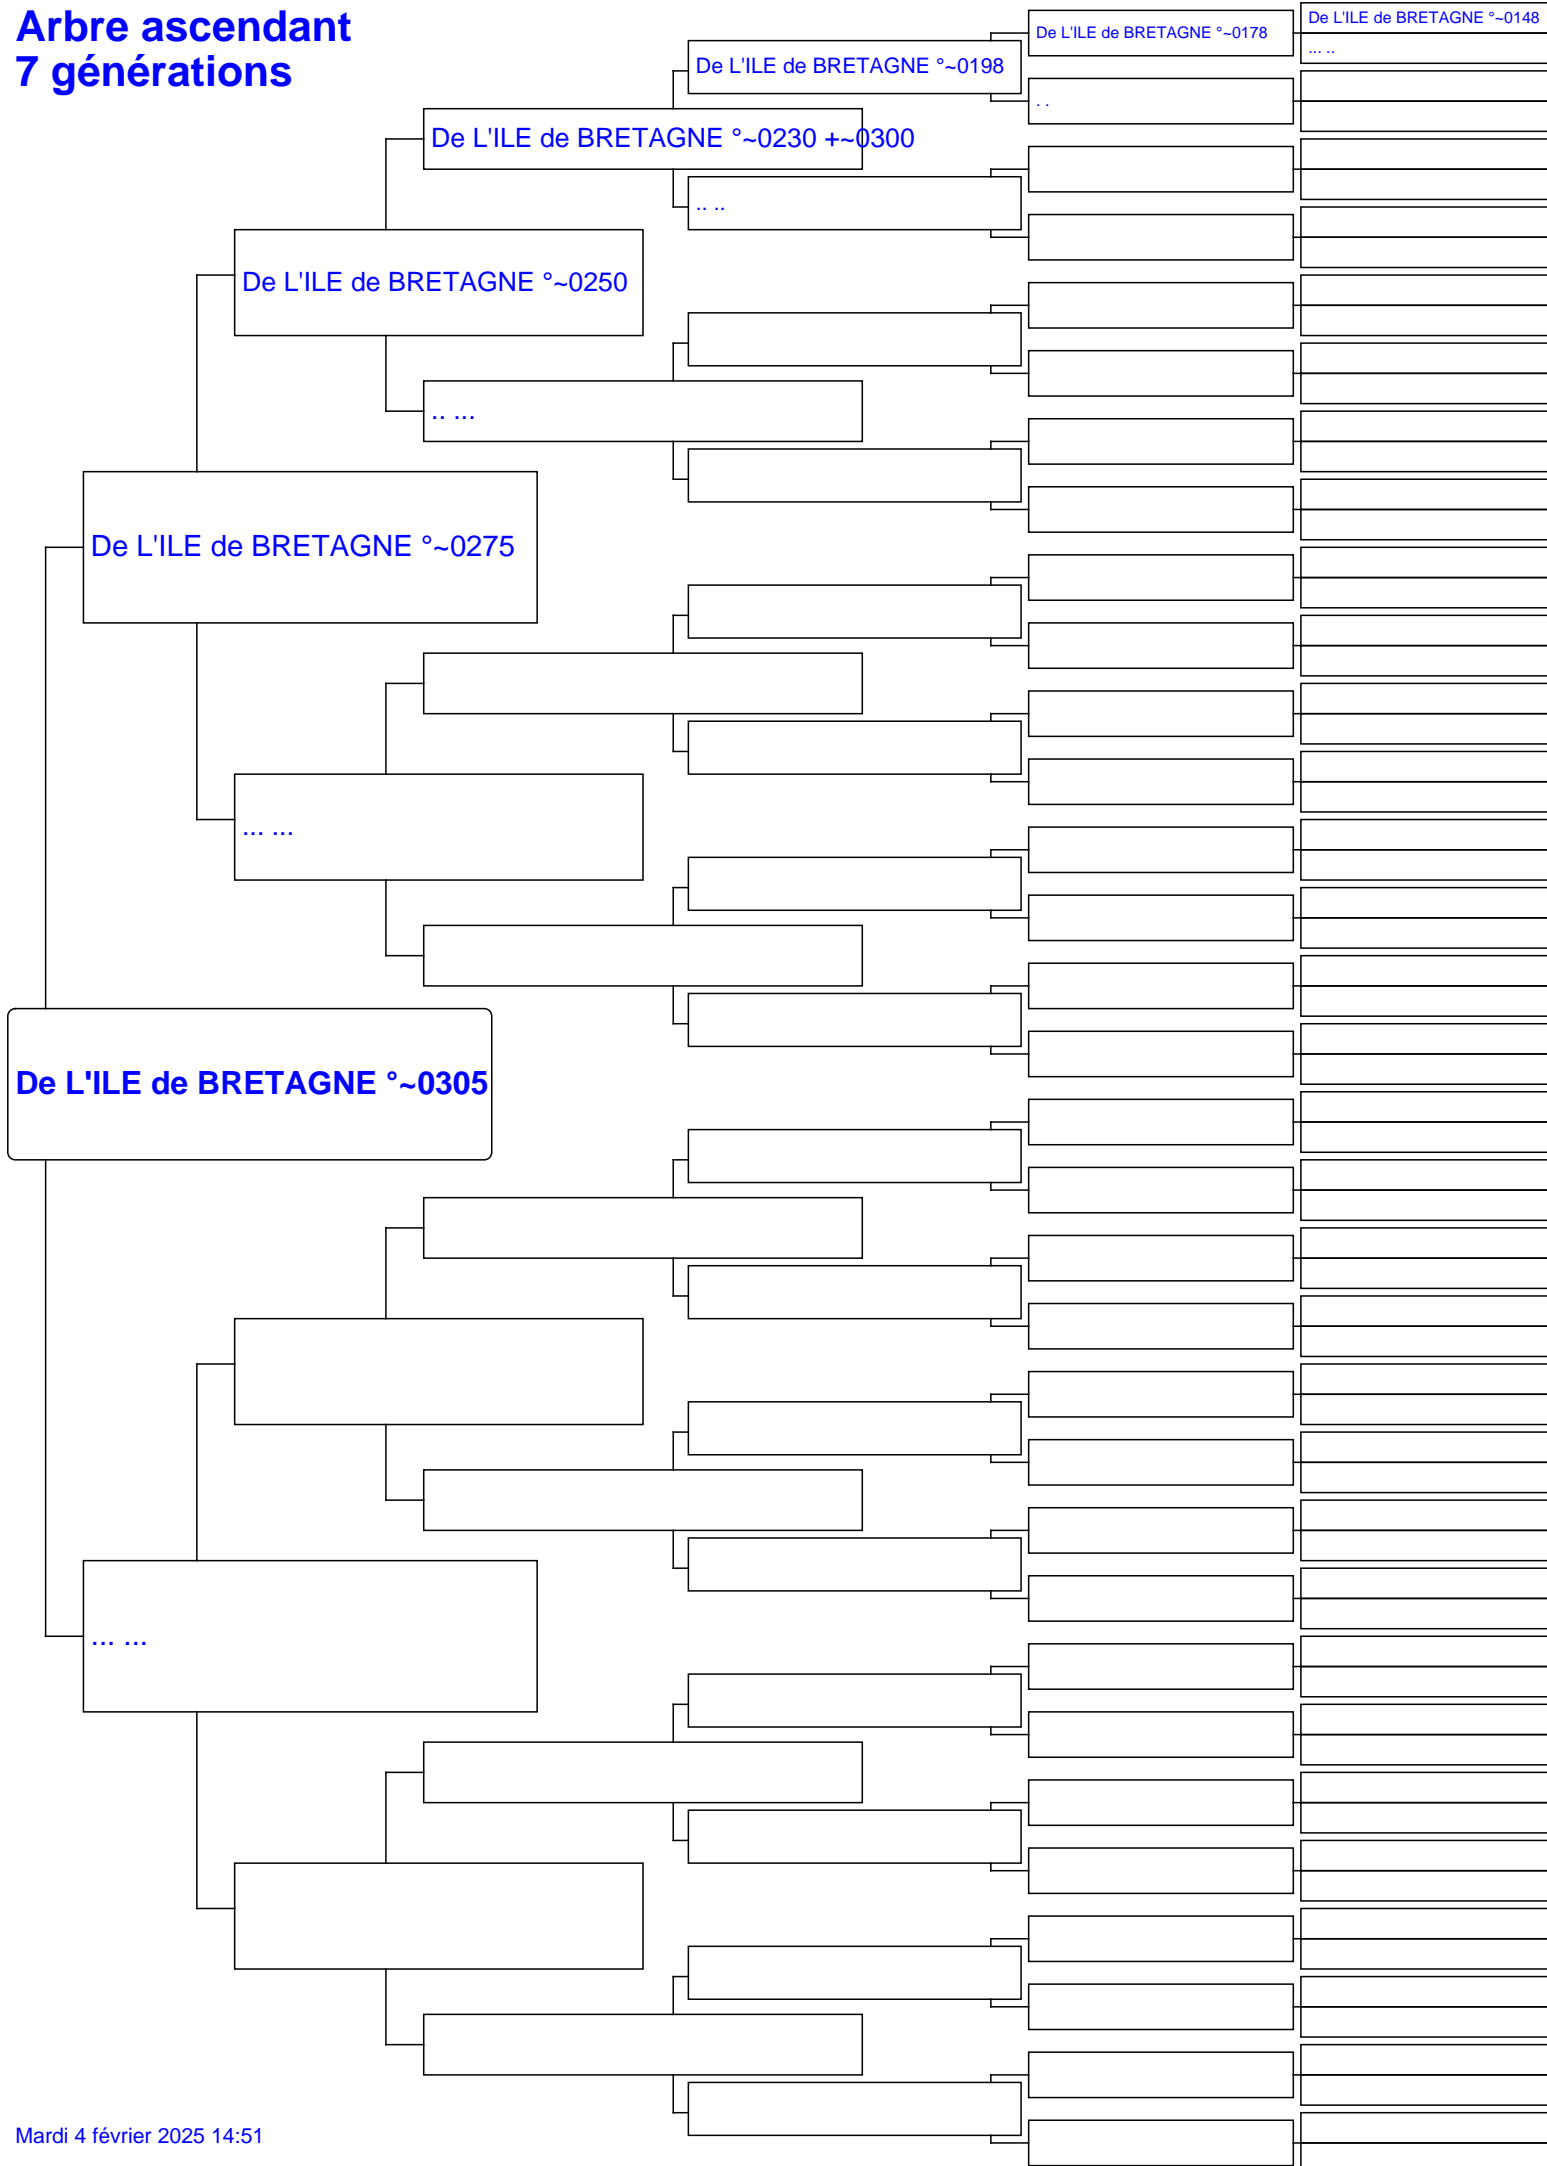 Arbre ascendant
7 générations
De L'ILE de BRETAGNE °~0148
... ..
De L'ILE de BRETAGNE °~0178
. .
De L'ILE de BRETAGNE °~0198
.. ..
De L'ILE de BRETAGNE °~0230 +~0300
.. ...
De L'ILE de BRETAGNE °~0250
... ...
De L'ILE de BRETAGNE °~0275
... ...
De L'ILE de BRETAGNE °~0305
Mardi 4 février 2025 14:51